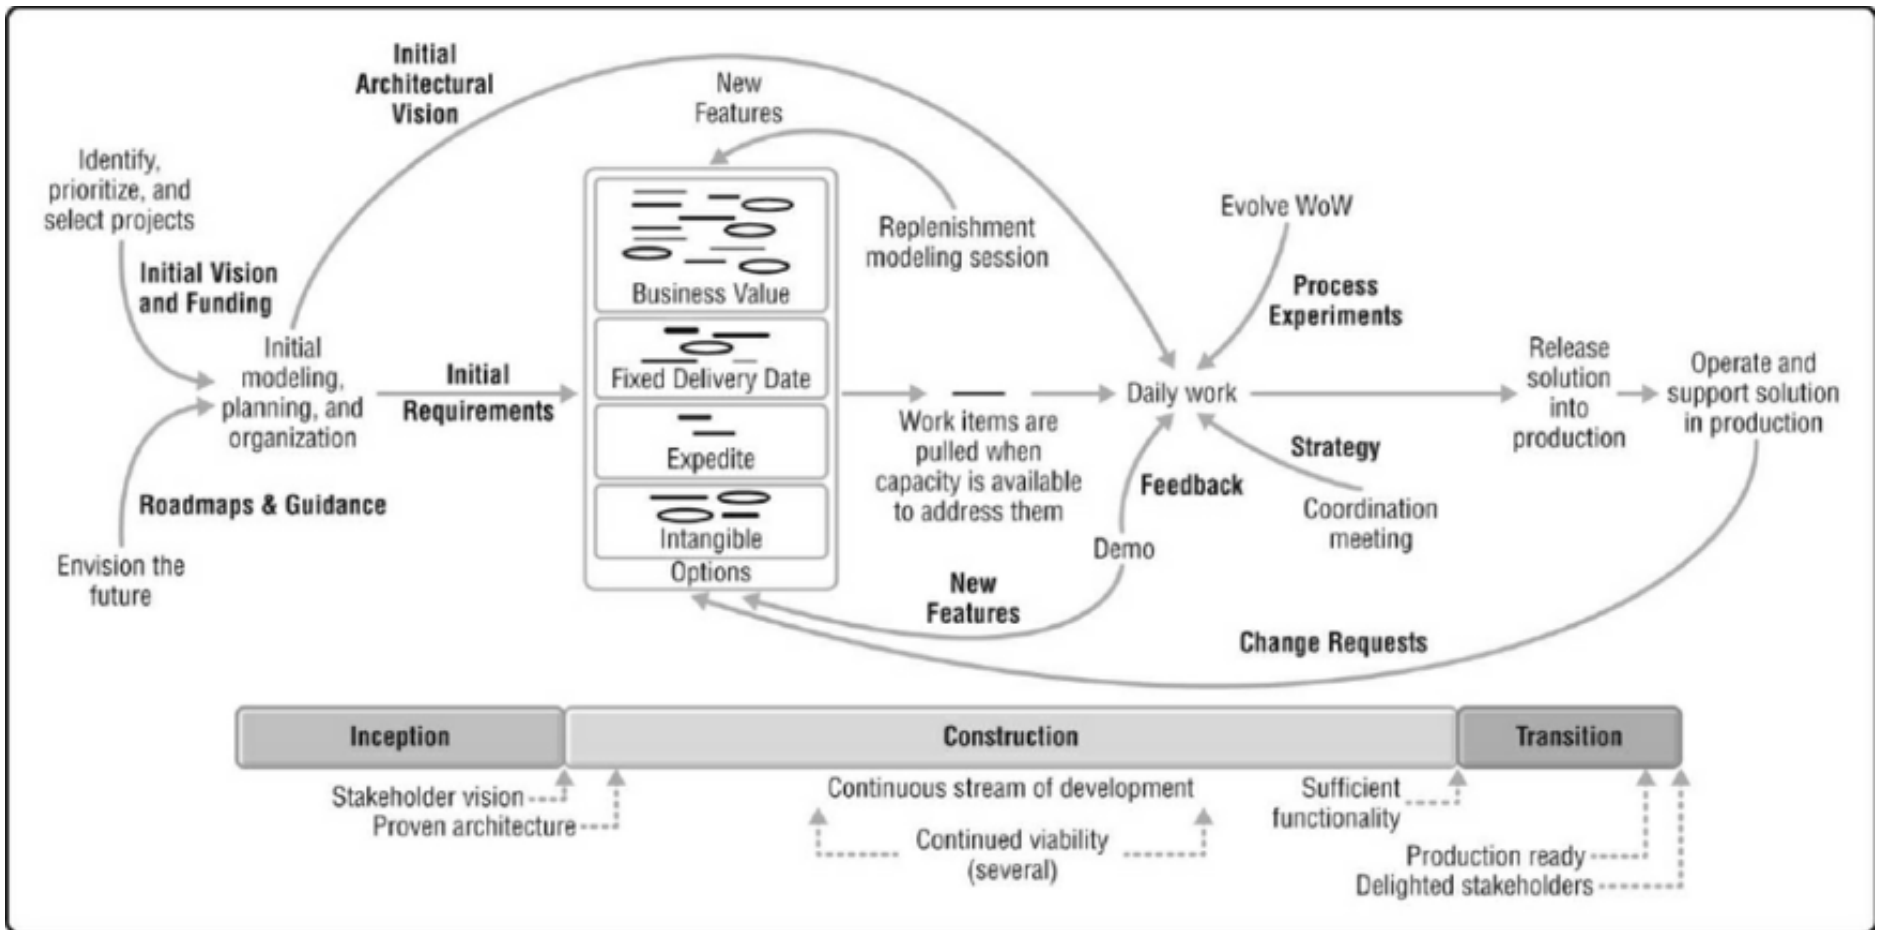 Initial
Architectural
Vision
New
Features
Identify,
prioritize, and
select projects
Initial Vision
and Funding
Initial
modeling,
planning, and
organization
Initial
Requirements
Roadmaps & Guidance
Envision the
future
Business Value
Fixed Delivery Date
Expedite
Intangible
Options
Replenishment
modeling session
Work items are
pulled when
capacity is available
to address them
Evolve WoW
Process
Experiments
Daily work
Strategy
Feedback
Coordination
meeting
Demo
New
Features
Release
solution
into
production
Operate and
support solution
in production
Change Requests
Inception
Construction
Transition
Stakeholder vision
Proven architecture
Continuous stream of development
Continued viability
(several)
Sufficient
functionality
Production ready
Delighted stakeholders